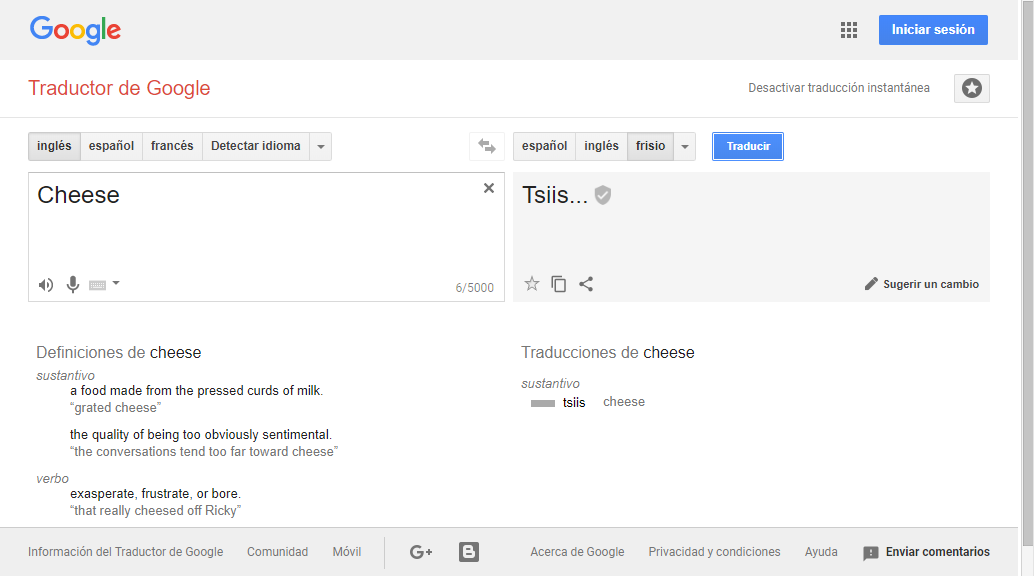 Google
Iniciar sesión
Traductor de Google
Desactivar traducción instantánea
inglés español francés Detectar idioma
español inglés frisio Traducir
Cheese
Tsiis...
6/5000
Sugerir un cambio
Definiciones de cheese
sustantivo
a food made from the pressed curds of milk.
“grated cheese”
the quality of being too obviously sentimental.
“the conversations tend too far toward cheese”
verbo
exasperate, frustrate, or bore.
“that really cheesed off Ricky”
Traducciones de cheese
sustantivo
tsiis cheese
Información del Traductor de Google Comunidad Móvil G+ B Acerca de Google Privacidad y condiciones Ayuda Enviar comentarios